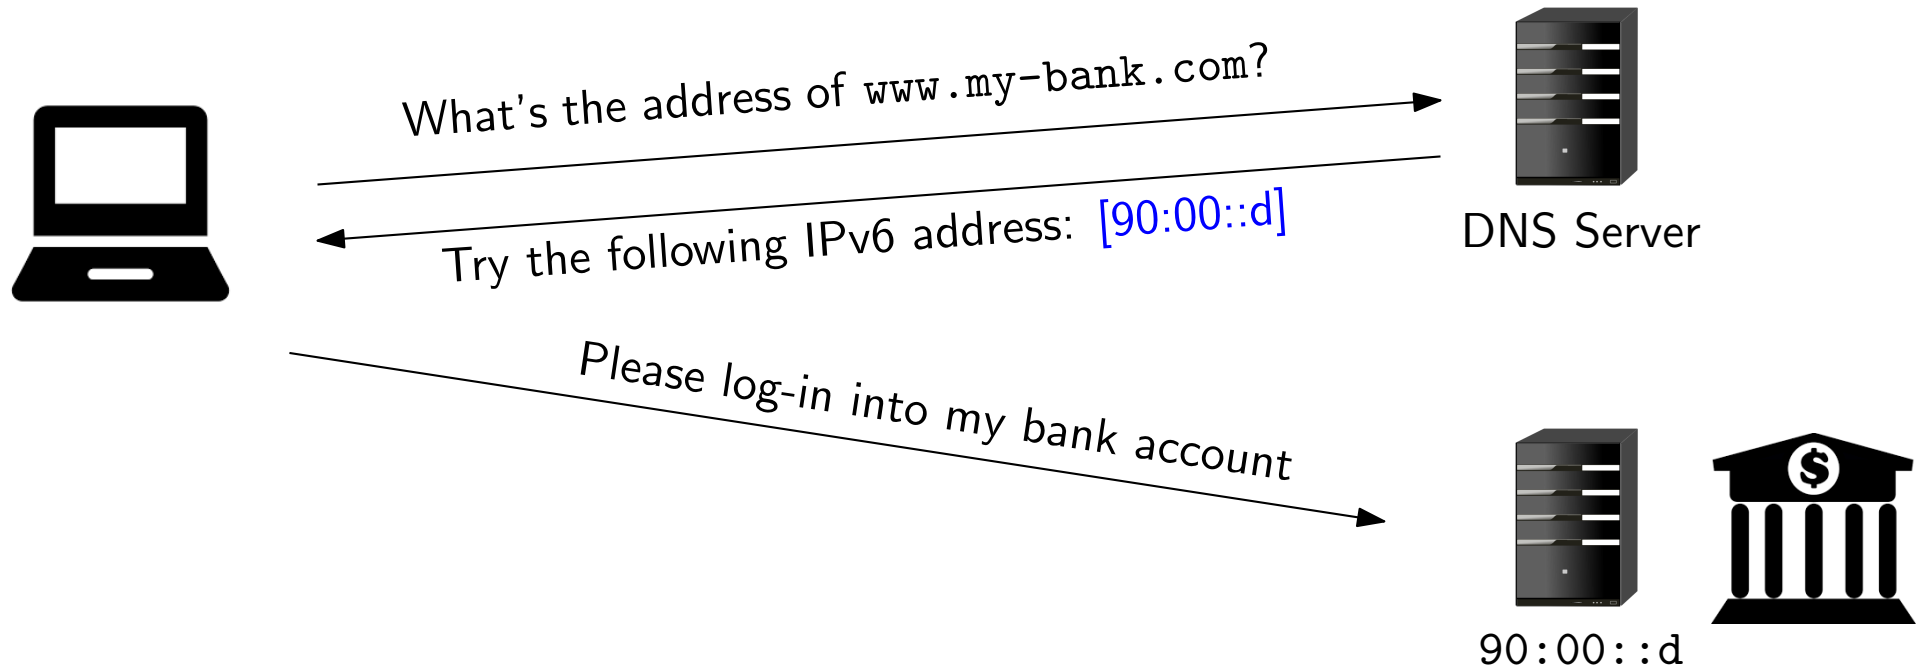 What's the address of www.my-bank.com?
Try the following IPv6 address: [90:00::d]
DNS Server
Please log-in into my bank account
$
90:00::d